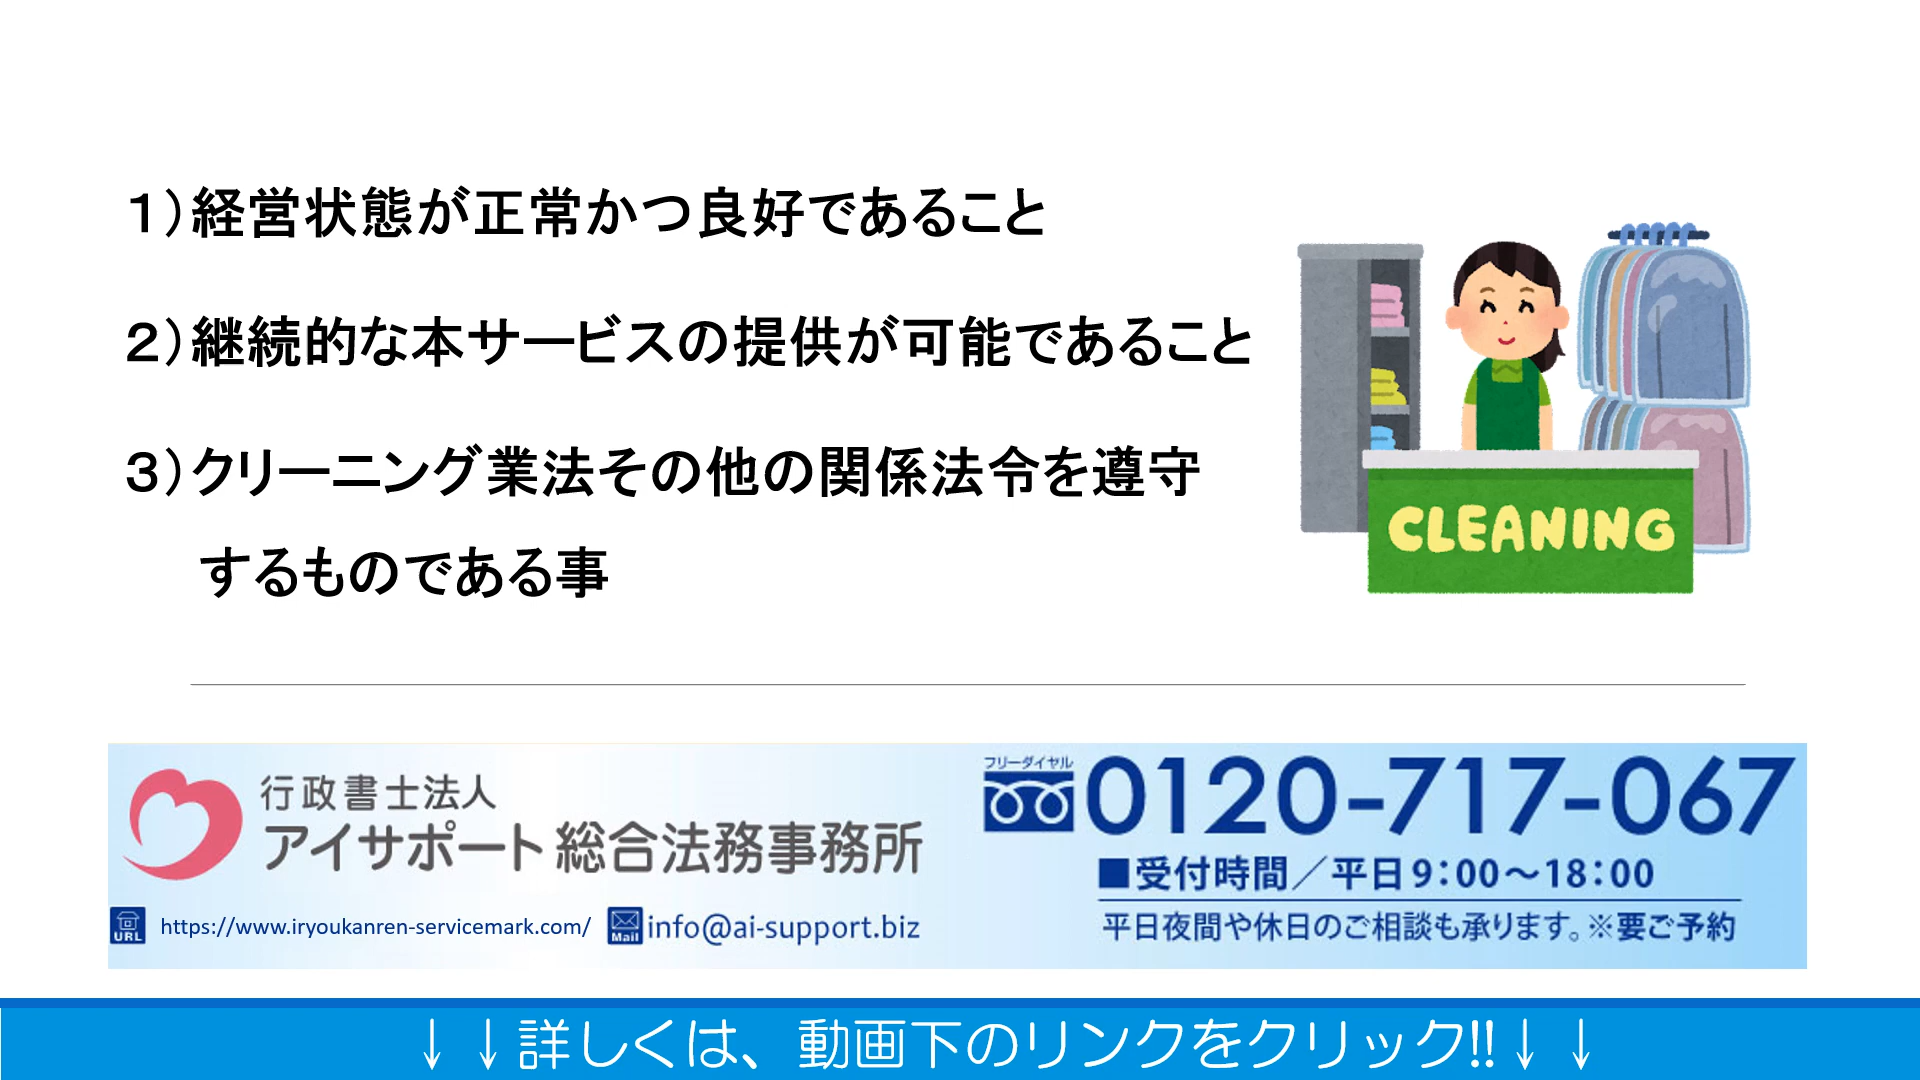 １）経営状態が正常かつ良好であること
２）継続的な本サービスの提供が可能であること
３）クリーニング業法その他の関係法令を遵守
するものである事
CLEANING
行政書士法人
アイサポート総合法務事務所
URL https://www.iryoukanren-servicemark.com/ Mail info@ai-support.biz
フリーダイヤル
0120-717-067
■受付時間／平日9：00〜18：00
平日夜間や休日のご相談も承ります。※要ご予約
↓↓詳しくは、動画下のリンクをクリック!!↓↓